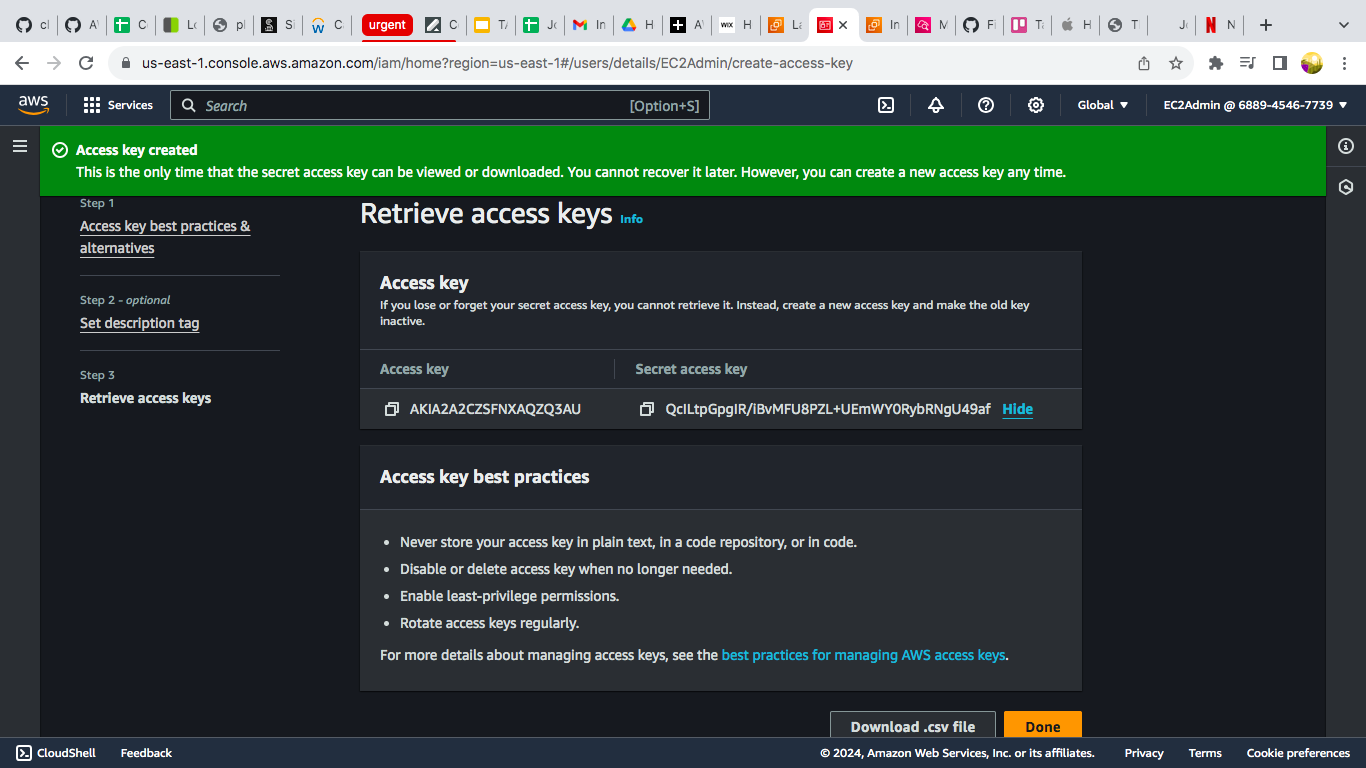 cl
A
C
Lo
pl
Si
C
urgent
C
TA
Jo
In
H
A
H
La
In
M
Fi
Ta
H
T
Jo
N
us-east-1.console.aws.amazon.com/iam/home?region=us-east-1#/users/details/EC2Admin/create-access-key
aws
Services
Search
[Option+S]
Global
EC2Admin @ 6889-4546-7739
Access key created
This is the only time that the secret access key can be viewed or downloaded. You cannot recover it later. However, you can create a new access key any time.
Step 1
Access key best practices &
alternatives
Step 2 - optional
Set description tag
Step 3
Retrieve access keys
Retrieve access keys Info
Access key
If you lose or forget your secret access key, you cannot retrieve it. Instead, create a new access key and make the old key
inactive.
Access key
Secret access key
AKIA2A2CZSFNXAQZQ3AU
QcILtpGpgIR/iBvMFU8PZL+UEmWY0RybRNgU49af Hide
Access key best practices
• Never store your access key in plain text, in a code repository, or in code.
• Disable or delete access key when no longer needed.
• Enable least-privilege permissions.
• Rotate access keys regularly.
For more details about managing access keys, see the best practices for managing AWS access keys.
Download .csv file
Done
CloudShell
Feedback
© 2024, Amazon Web Services, Inc. or its affiliates.
Privacy
Terms
Cookie preferences